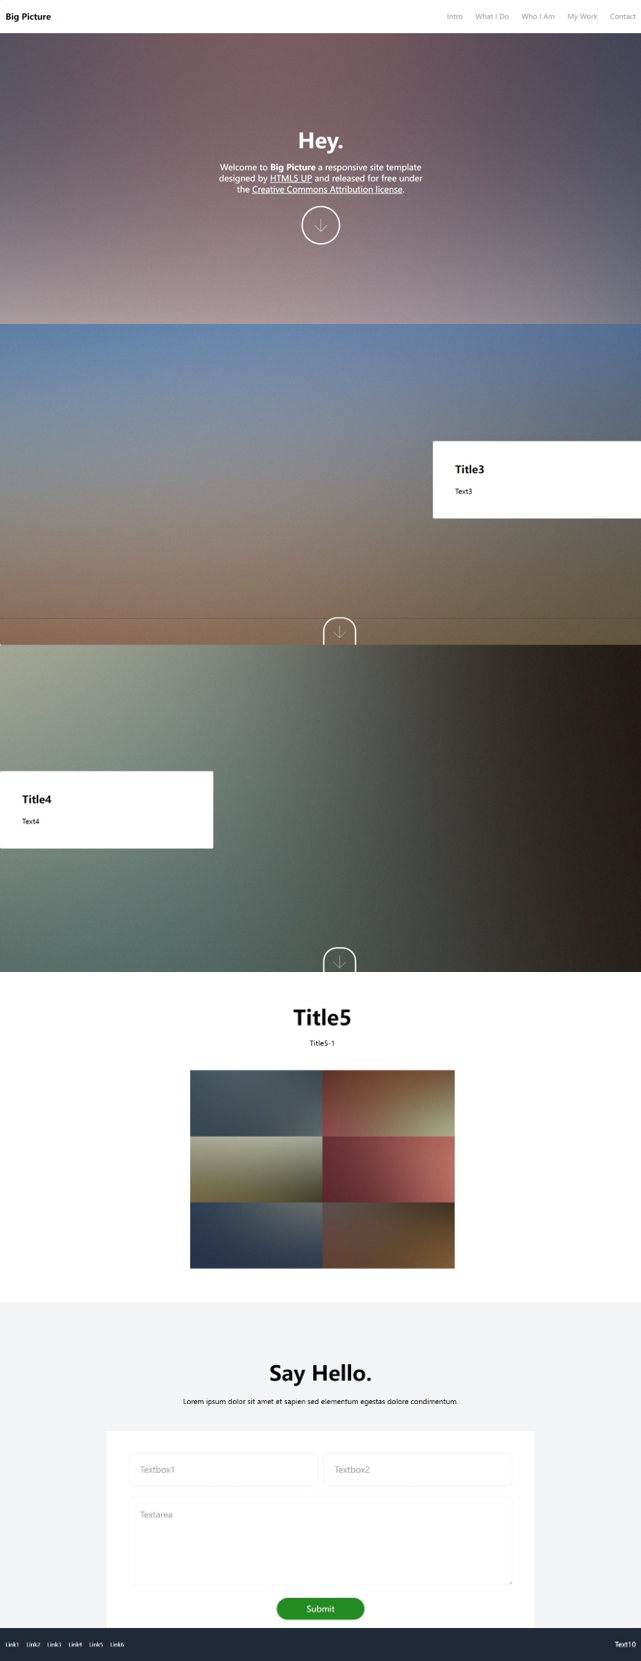 Big Picture
Intro What I Do Who I Am My Work Contact
Hey.
Welcome to Big Picture a responsive site template
designed by HTML5 UP and released for free under
the Creative Commons Attribution license.
Title3
Text3
Title4
Text4
Title5
Title5-1
Say Hello.
Lorem ipsum dolor sit amet et sapien sed elementum egestas dolore condimentum.
Textbox1 Textbox2
Textarea
Submit
Link1 Link2 Link3 Link4 Link5 Link6
Text10